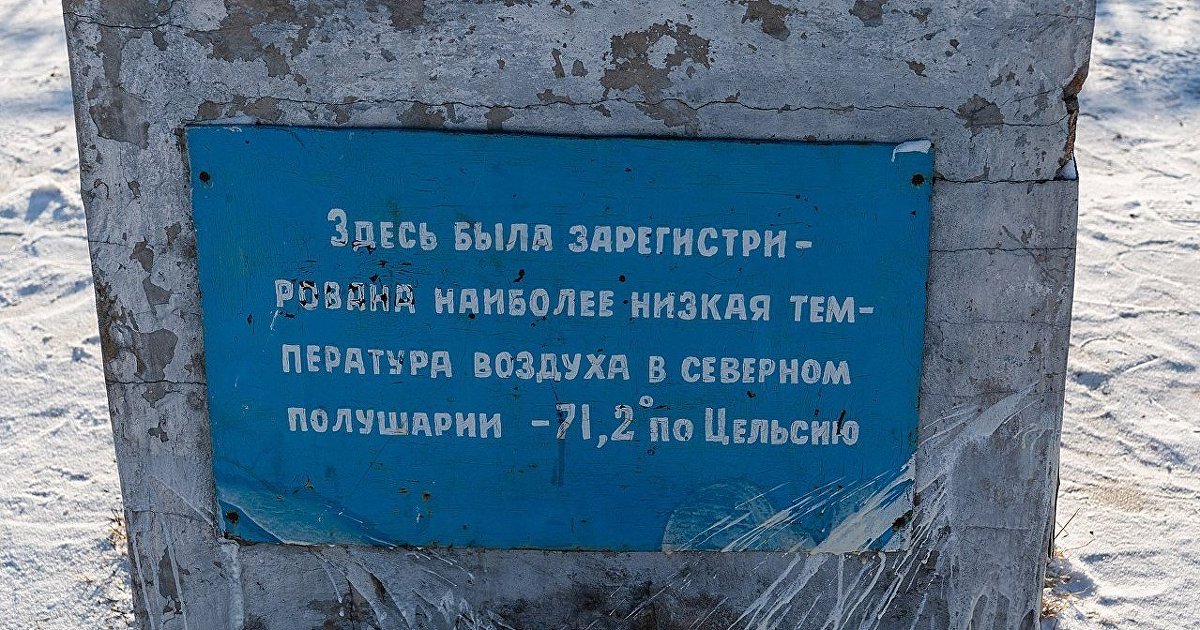 Здесь была зарегистри-
рована наиболее низкая тем-
пература воздуха в северном
полушарии -71,2° по Цельсию